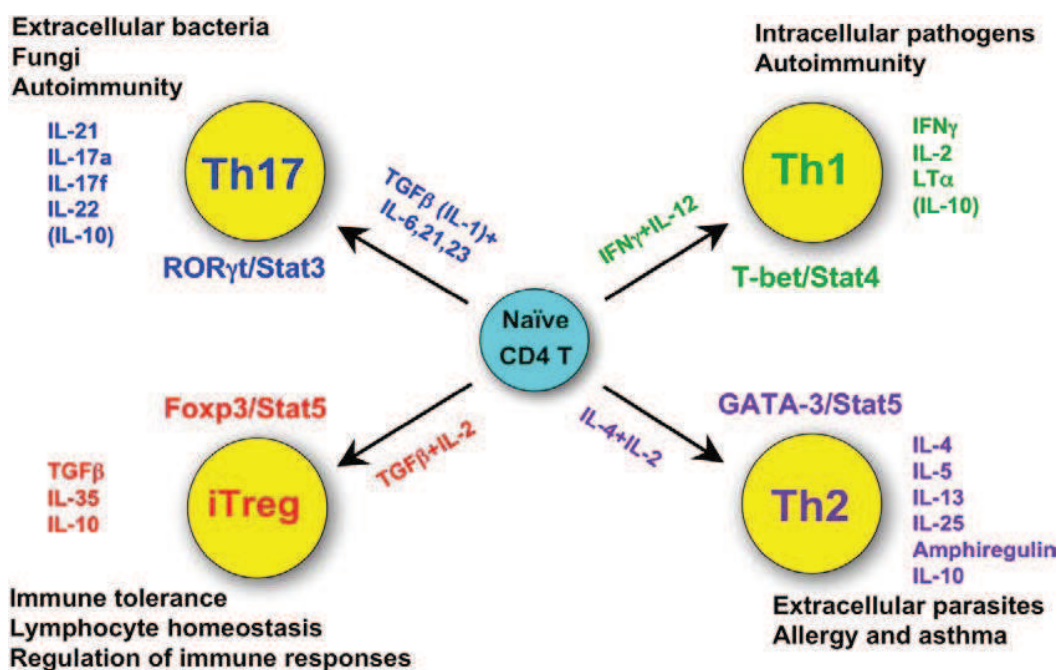 Extracellular bacteria
Fungi
Autoimmunity
IL-21
IL-17a
IL-17f
IL-22
(IL-10)
Th17
RORγt/Stat3
TGFβ (IL-1)+
IL-6,21,23
Intracellular pathogens
Autoimmunity
Th1
IFNγ
IL-2
LTα
(IL-10)
IFNγ+IL-12
T-bet/Stat4
Naïve
CD4 T
Foxp3/Stat5
TGFβ
IL-35
IL-10
iTreg
TGFβ+IL-2
Immune tolerance
Lymphocyte homeostasis
Regulation of immune responses
GATA-3/Stat5
IL-4+IL-2
Th2
IL-4
IL-5
IL-13
IL-25
Amphiregulin
IL-10
Extracellular parasites
Allergy and asthma